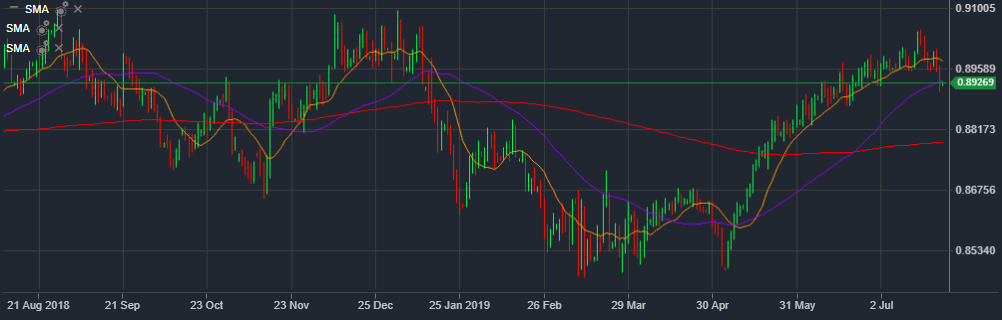 SMA
SMA
SMA
0.91005
0.89589
0.89269
0.88173
0.86756
0.85340
21 Aug 2018
21 Sep
23 Oct
23 Nov
25 Dec
25 Jan 2019
26 Feb
29 Mar
30 Apr
31 May
2 Jul